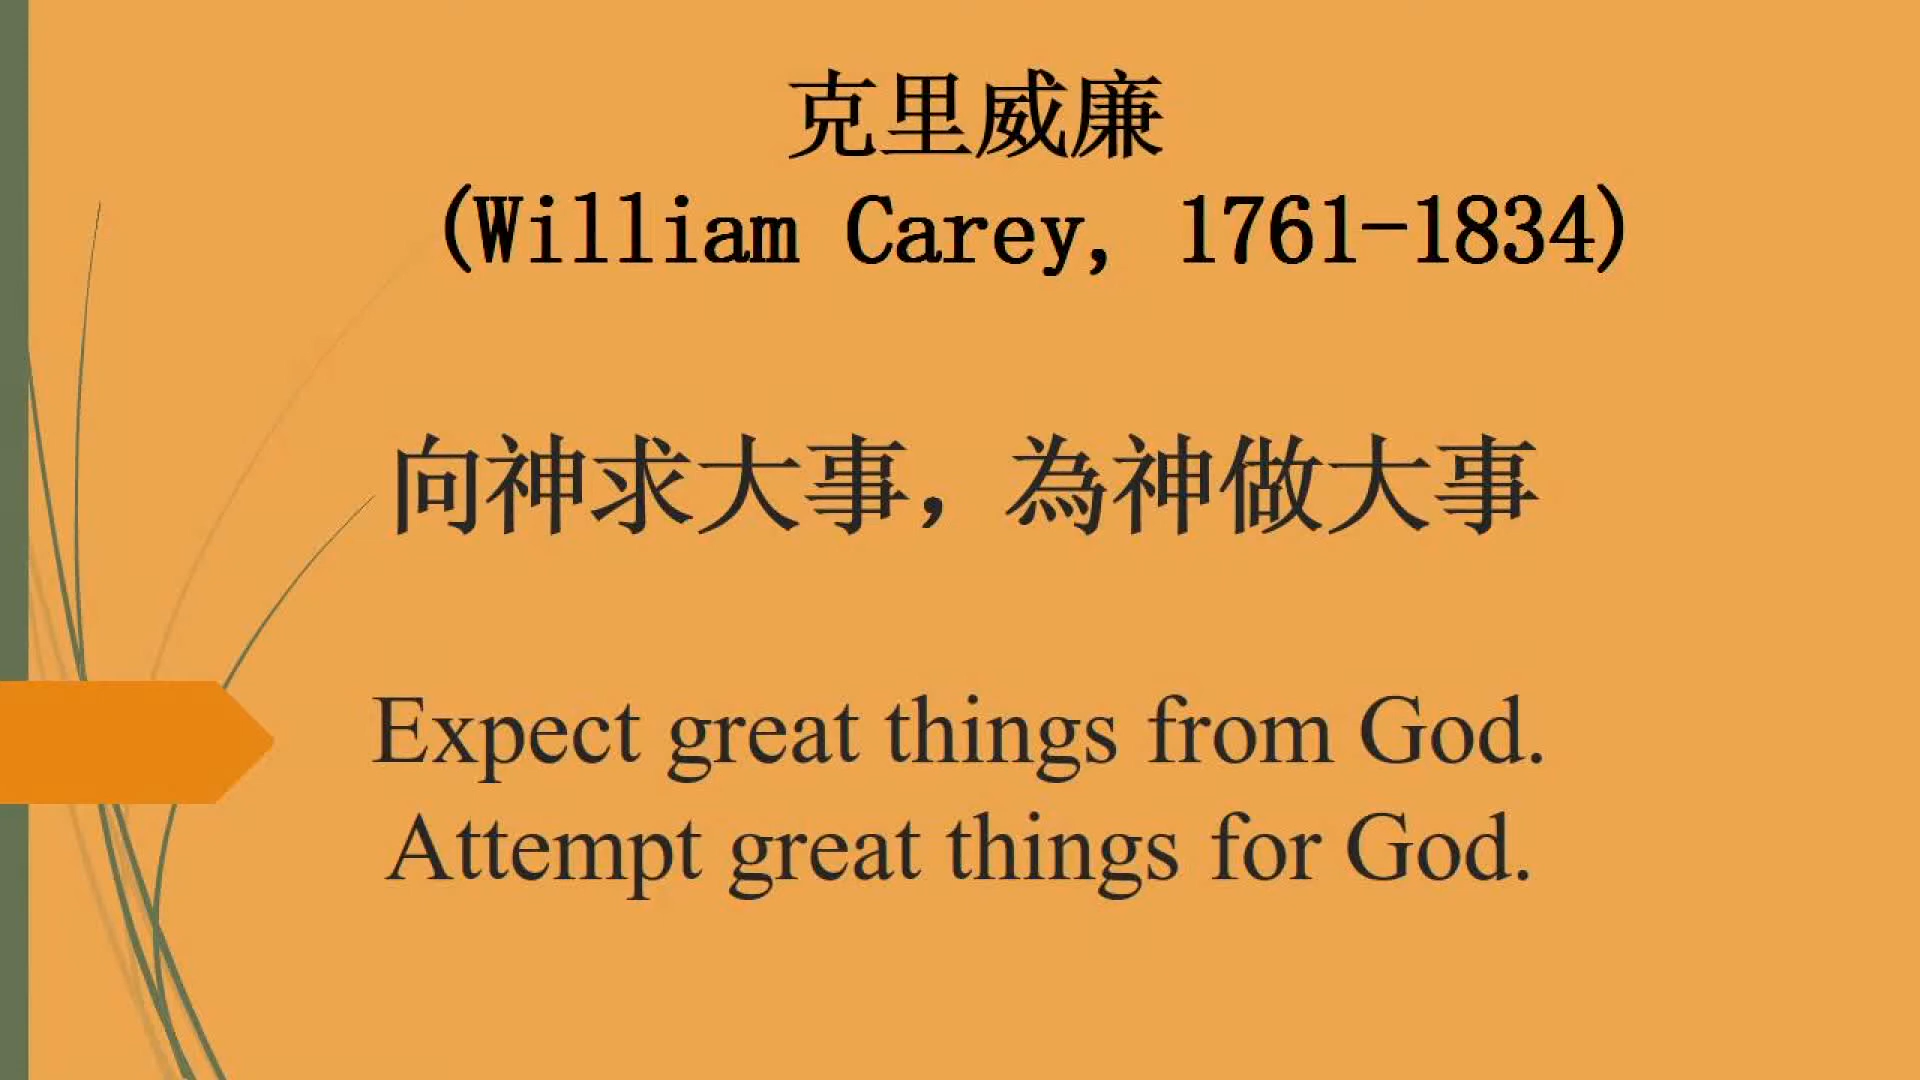 克里威廉
(William Carey, 1761-1834)
向神求大事，為神做大事
Expect great things from God.
Attempt great things for God.